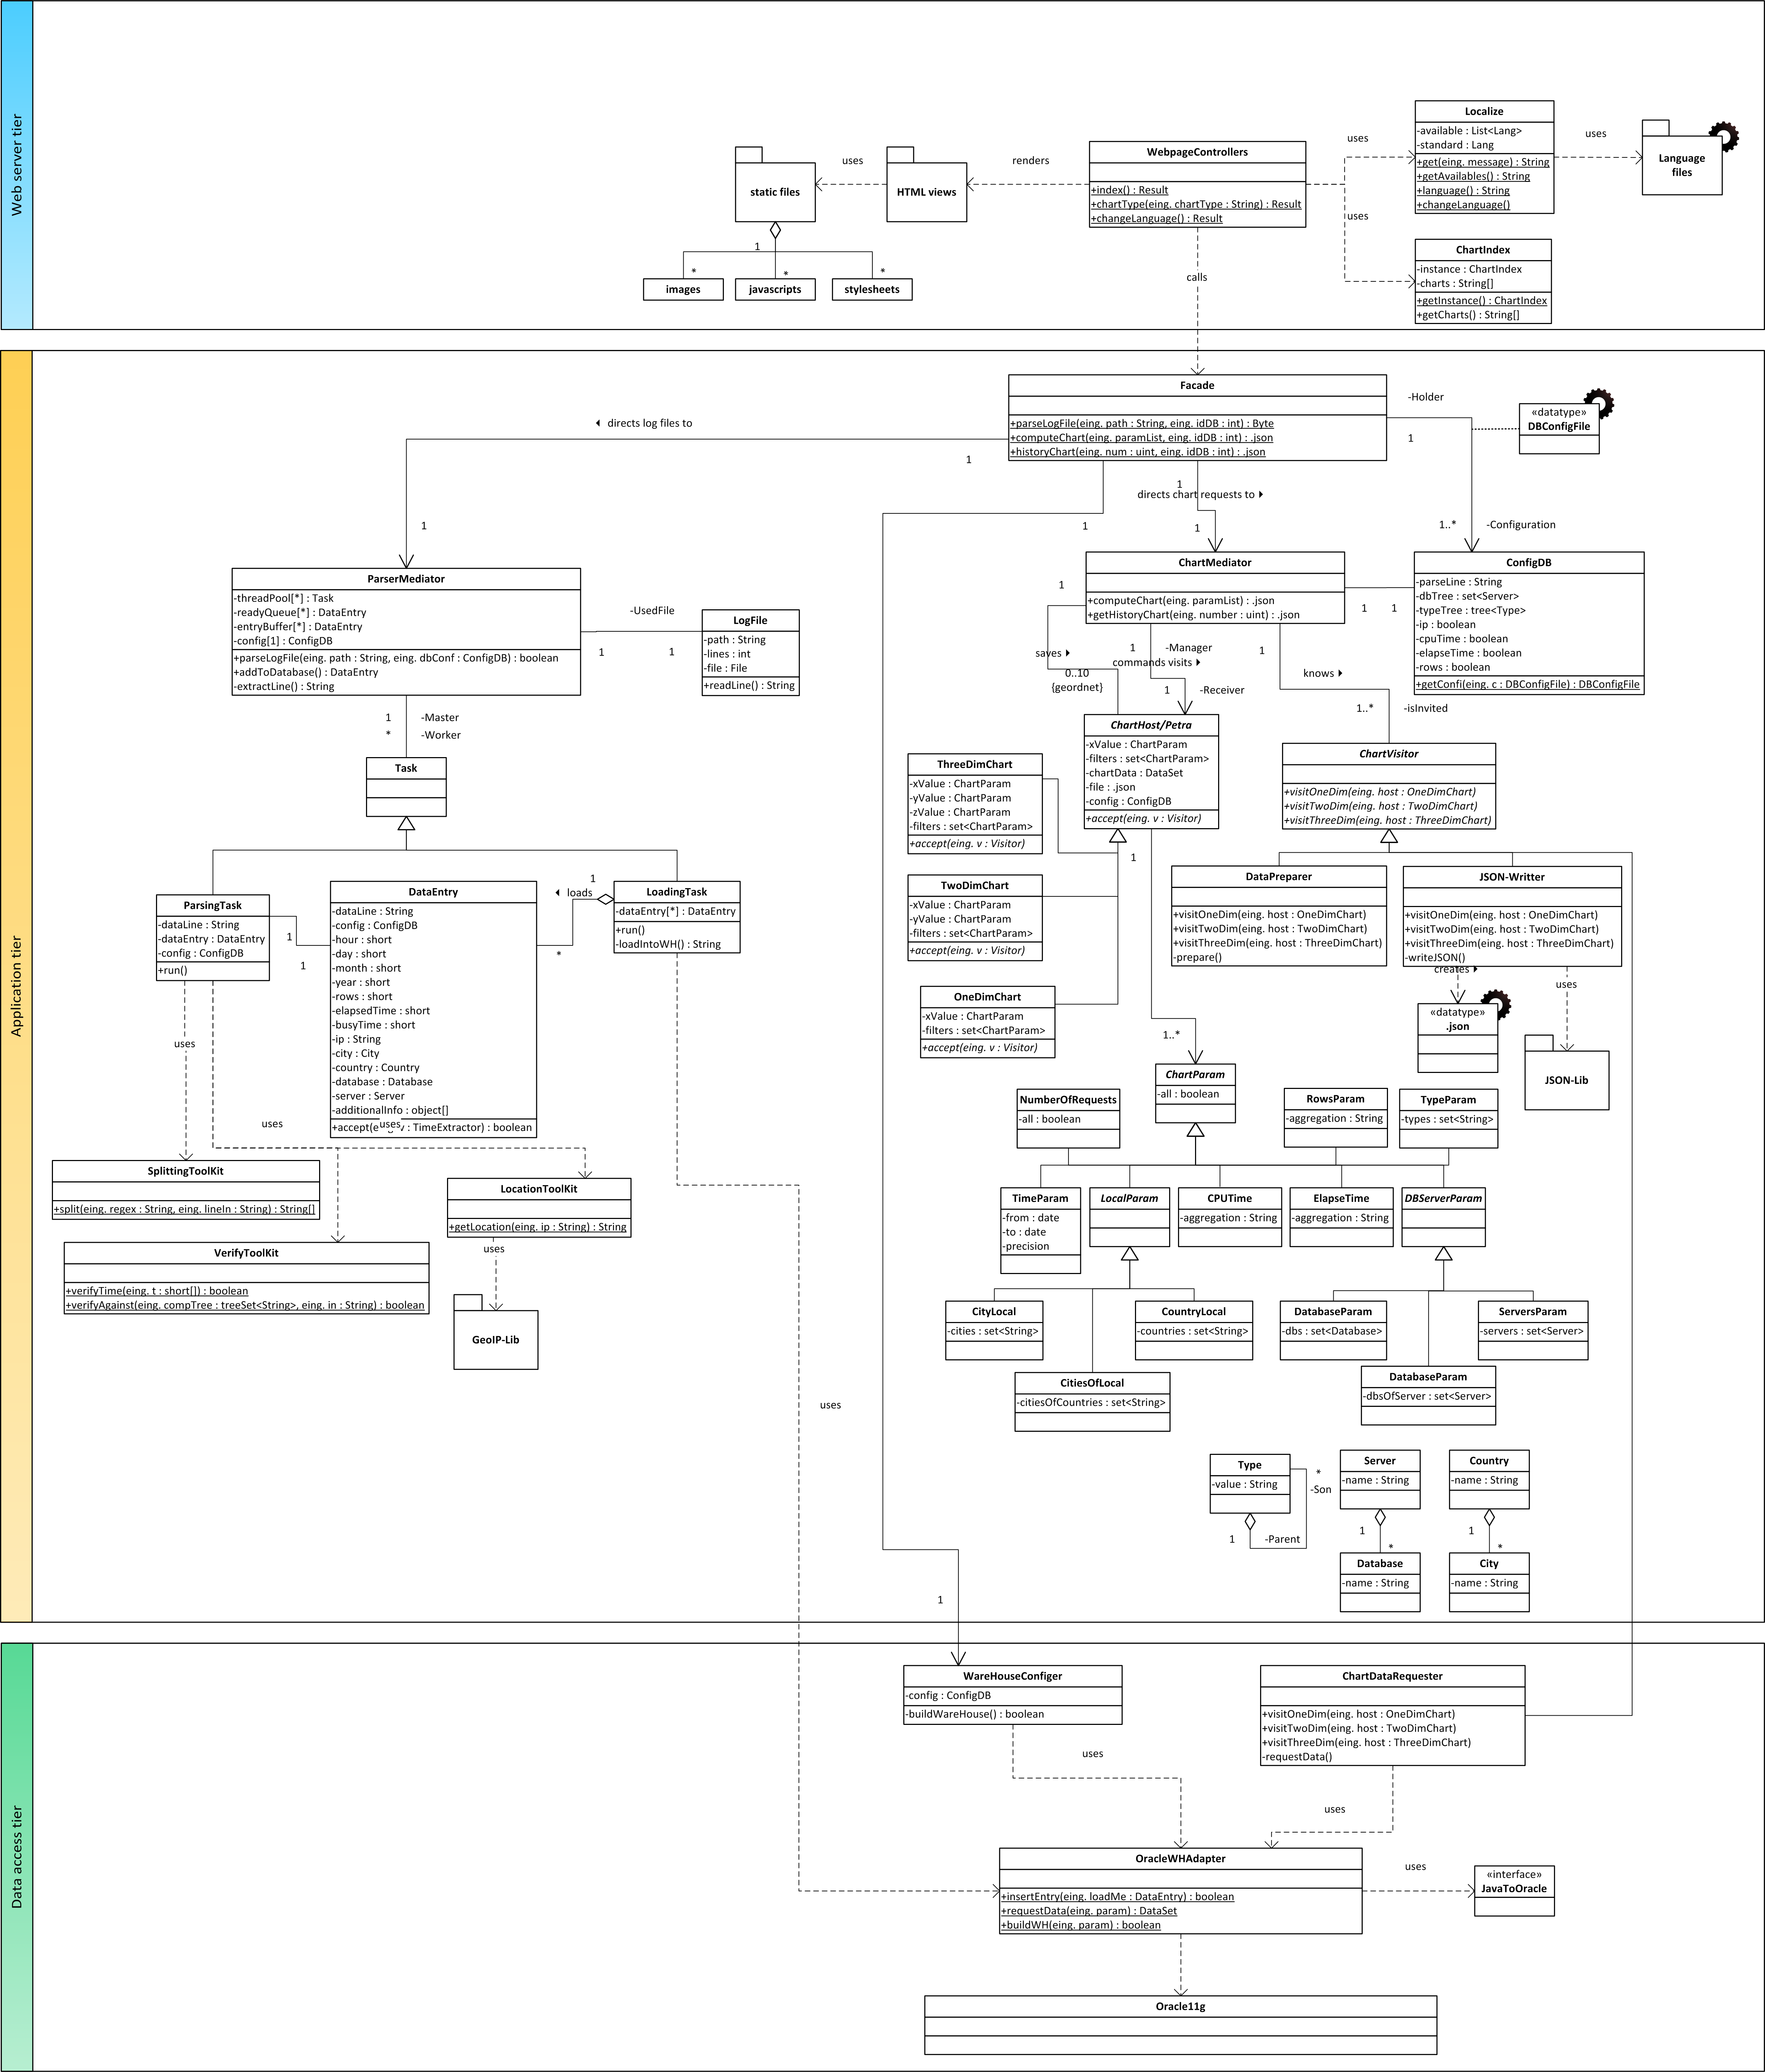 Web server tier
Localize
-available : List<Lang>
-standard : Lang
+get(eing. message) : String
+getAvailables() : String
+language() : String
+changeLanguage()
uses
Language
files
WebpageControllers
+index() : Result
+chartType(eing. chartType : String) : Result
+changeLanguage() : Result
uses
uses
renders
HTML views
uses
static files
1
*
*
*
images
javascripts
stylesheets
ChartIndex
-instance : ChartIndex
-charts : String[]
+getInstance() : ChartIndex
+getCharts() : String[]
calls
Application tier
Facade
+parseLogFile(eing. path : String, eing. idDB : int) : Byte
+computeChart(eing. paramList, eing. idDB : int) : .json
+historyChart(eing. num : uint, eing. idDB : int) : .json
-Holder
1
«datatype»
DBConfigFile
directs log files to
1
1
1
directs chart requests to
1
1
1..*
-Configuration
ParserMediator
-threadPool[*] : Task
-readyQueue[*] : DataEntry
-entryBuffer[*] : DataEntry
-config[1] : ConfigDB
+parseLogFile(eing. path : String, eing. dbConf : ConfigDB) : boolean
+addToDatabase() : DataEntry
-extractLine() : String
-UsedFile
1
1
LogFile
-path : String
-lines : int
-file : File
+readLine() : String
ChartMediator
+computeChart(eing. paramList) : .json
+getHistoryChart(eing. number : uint) : .json
1
1
1
ConfigDB
-parseLine : String
-dbTree : set<Server>
-typeTree : tree<Type>
-ip : boolean
-cpuTime : boolean
-elapseTime : boolean
-rows : boolean
+getConfi(eing. c : DBConfigFile) : DBConfigFile
saves
0..10
{geordnet}
1
-Manager
commands visits
1
-Receiver
1
knows
1..*
-isInvited
1
-Master
*
-Worker
Task
ChartHost/Petra
-xValue : ChartParam
-filters : set<ChartParam>
-chartData : DataSet
-file : .json
-config : ConfigDB
+accept(eing. v : Visitor)
ChartVisitor
+visitOneDim(eing. host : OneDimChart)
+visitTwoDim(eing. host : TwoDimChart)
+visitThreeDim(eing. host : ThreeDimChart)
ThreeDimChart
-xValue : ChartParam
-yValue : ChartParam
-zValue : ChartParam
-filters : set<ChartParam>
+accept(eing. v : Visitor)
1
TwoDimChart
-xValue : ChartParam
-yValue : ChartParam
-filters : set<ChartParam>
+accept(eing. v : Visitor)
OneDimChart
-xValue : ChartParam
-filters : set<ChartParam>
+accept(eing. v : Visitor)
DataPreparer
+visitOneDim(eing. host : OneDimChart)
+visitTwoDim(eing. host : TwoDimChart)
+visitThreeDim(eing. host : ThreeDimChart)
-prepare()
JSON-Writter
+visitOneDim(eing. host : OneDimChart)
+visitTwoDim(eing. host : TwoDimChart)
+visitThreeDim(eing. host : ThreeDimChart)
-writeJSON()
creates
uses
«datatype»
.json
JSON-Lib
ParsingTask
-dataLine : String
-dataEntry : DataEntry
-config : ConfigDB
+run()
1
1
DataEntry
-dataLine : String
-config : ConfigDB
-hour : short
-day : short
-month : short
-year : short
-rows : short
-elapsedTime : short
-busyTime : short
-ip : String
-city : City
-country : Country
-database : Database
-server : Server
-additionalInfo : object[]
+accept(e : TimeExtractor) : boolean
1
loads
*
LoadingTask
-dataEntry[*] : DataEntry
+run()
-loadIntoWH() : String
uses
uses
uses
SplittingToolKit
+split(eing. regex : String, eing. lineIn : String) : String[]
LocationToolKit
+getLocation(eing. ip : String) : String
VerifyToolKit
+verifyTime(eing. t : short[]) : boolean
+verifyAgainst(eing. compTree : treeSet<String>, eing. in : String) : boolean
uses
GeoIP-Lib
uses
1..*
ChartParam
-all : boolean
NumberOfRequests
-all : boolean
RowsParam
-aggregation : String
TypeParam
-types : set<String>
TimeParam
-from : date
-to : date
-precision
LocalParam
CPUTime
-aggregation : String
ElapseTime
-aggregation : String
DBServerParam
CityLocal
-cities : set<String>
CountryLocal
-countries : set<String>
CitiesOfLocal
-citiesOfCountries : set<String>
DatabaseParam
-dbs : set<Database>
ServersParam
-servers : set<Server>
DatabaseParam
-dbsOfServer : set<Server>
Type
-value : String
*
-Son
1
-Parent
Server
-name : String
1
*
Database
-name : String
Country
-name : String
1
*
City
-name : String
1
Data access tier
WareHouseConfiger
-config : ConfigDB
-buildWareHouse() : boolean
ChartDataRequester
+visitOneDim(eing. host : OneDimChart)
+visitTwoDim(eing. host : TwoDimChart)
+visitThreeDim(eing. host : ThreeDimChart)
-requestData()
uses
uses
OracleWHAdapter
+insertEntry(eing. loadMe : DataEntry) : boolean
+requestData(eing. param) : DataSet
+buildWH(eing. param) : boolean
uses
«interface»
JavaToOracle
Oracle11g